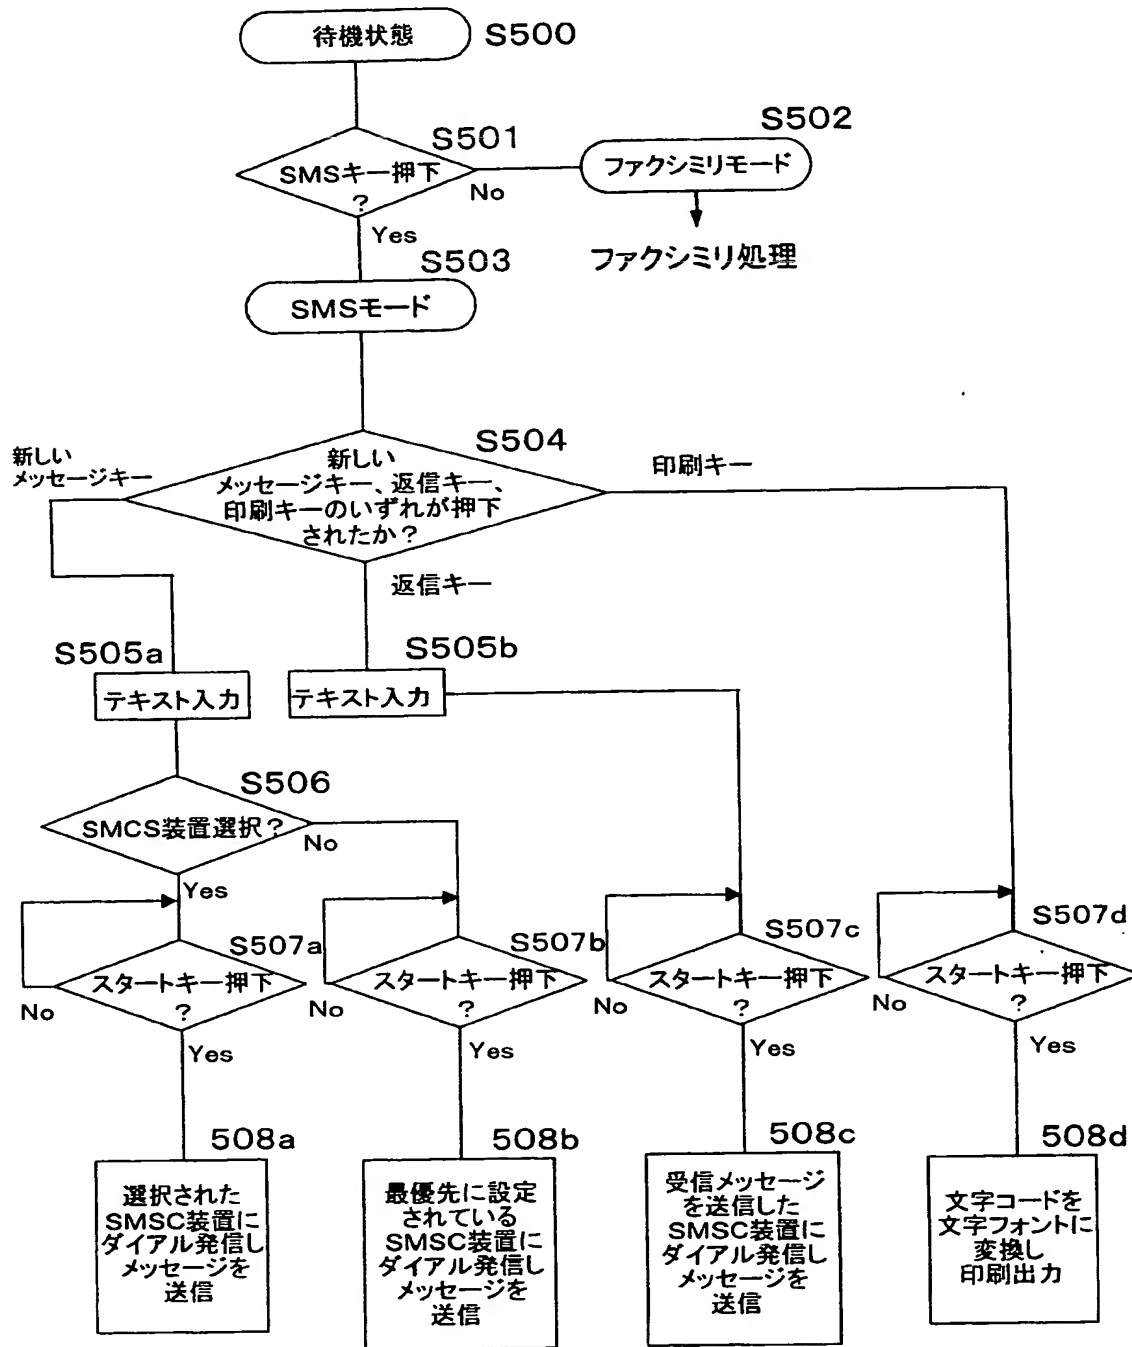 待機状態
S500
S501
SMSキー押下
?
No
Yes
S502
ファクシミリモード
ファクシミリ処理
S503
SMSモード
S504
新しい
メッセージキー、返信キー、
印刷キーのいずれが押下
されたか?
新しい
メッセージキー
返信キー
印刷キー
S505a
テキスト入力
S505b
テキスト入力
S506
SMCS装置選択?
No
Yes
S507a
スタートキー押下
?
No
Yes
S507b
スタートキー押下
?
No
Yes
S507c
スタートキー押下
?
No
Yes
S507d
スタートキー押下
?
No
Yes
508a
選択された
SMSC装置に
ダイアル発信し
メッセージを
送信
508b
最優先に設定
されている
SMSC装置に
ダイアル発信し
メッセージを
送信
508c
受信メッセージ
を送信した
SMSC装置に
ダイアル発信し
メッセージを
送信
508d
文字コードを
文字フォントに
変換し
印刷出力